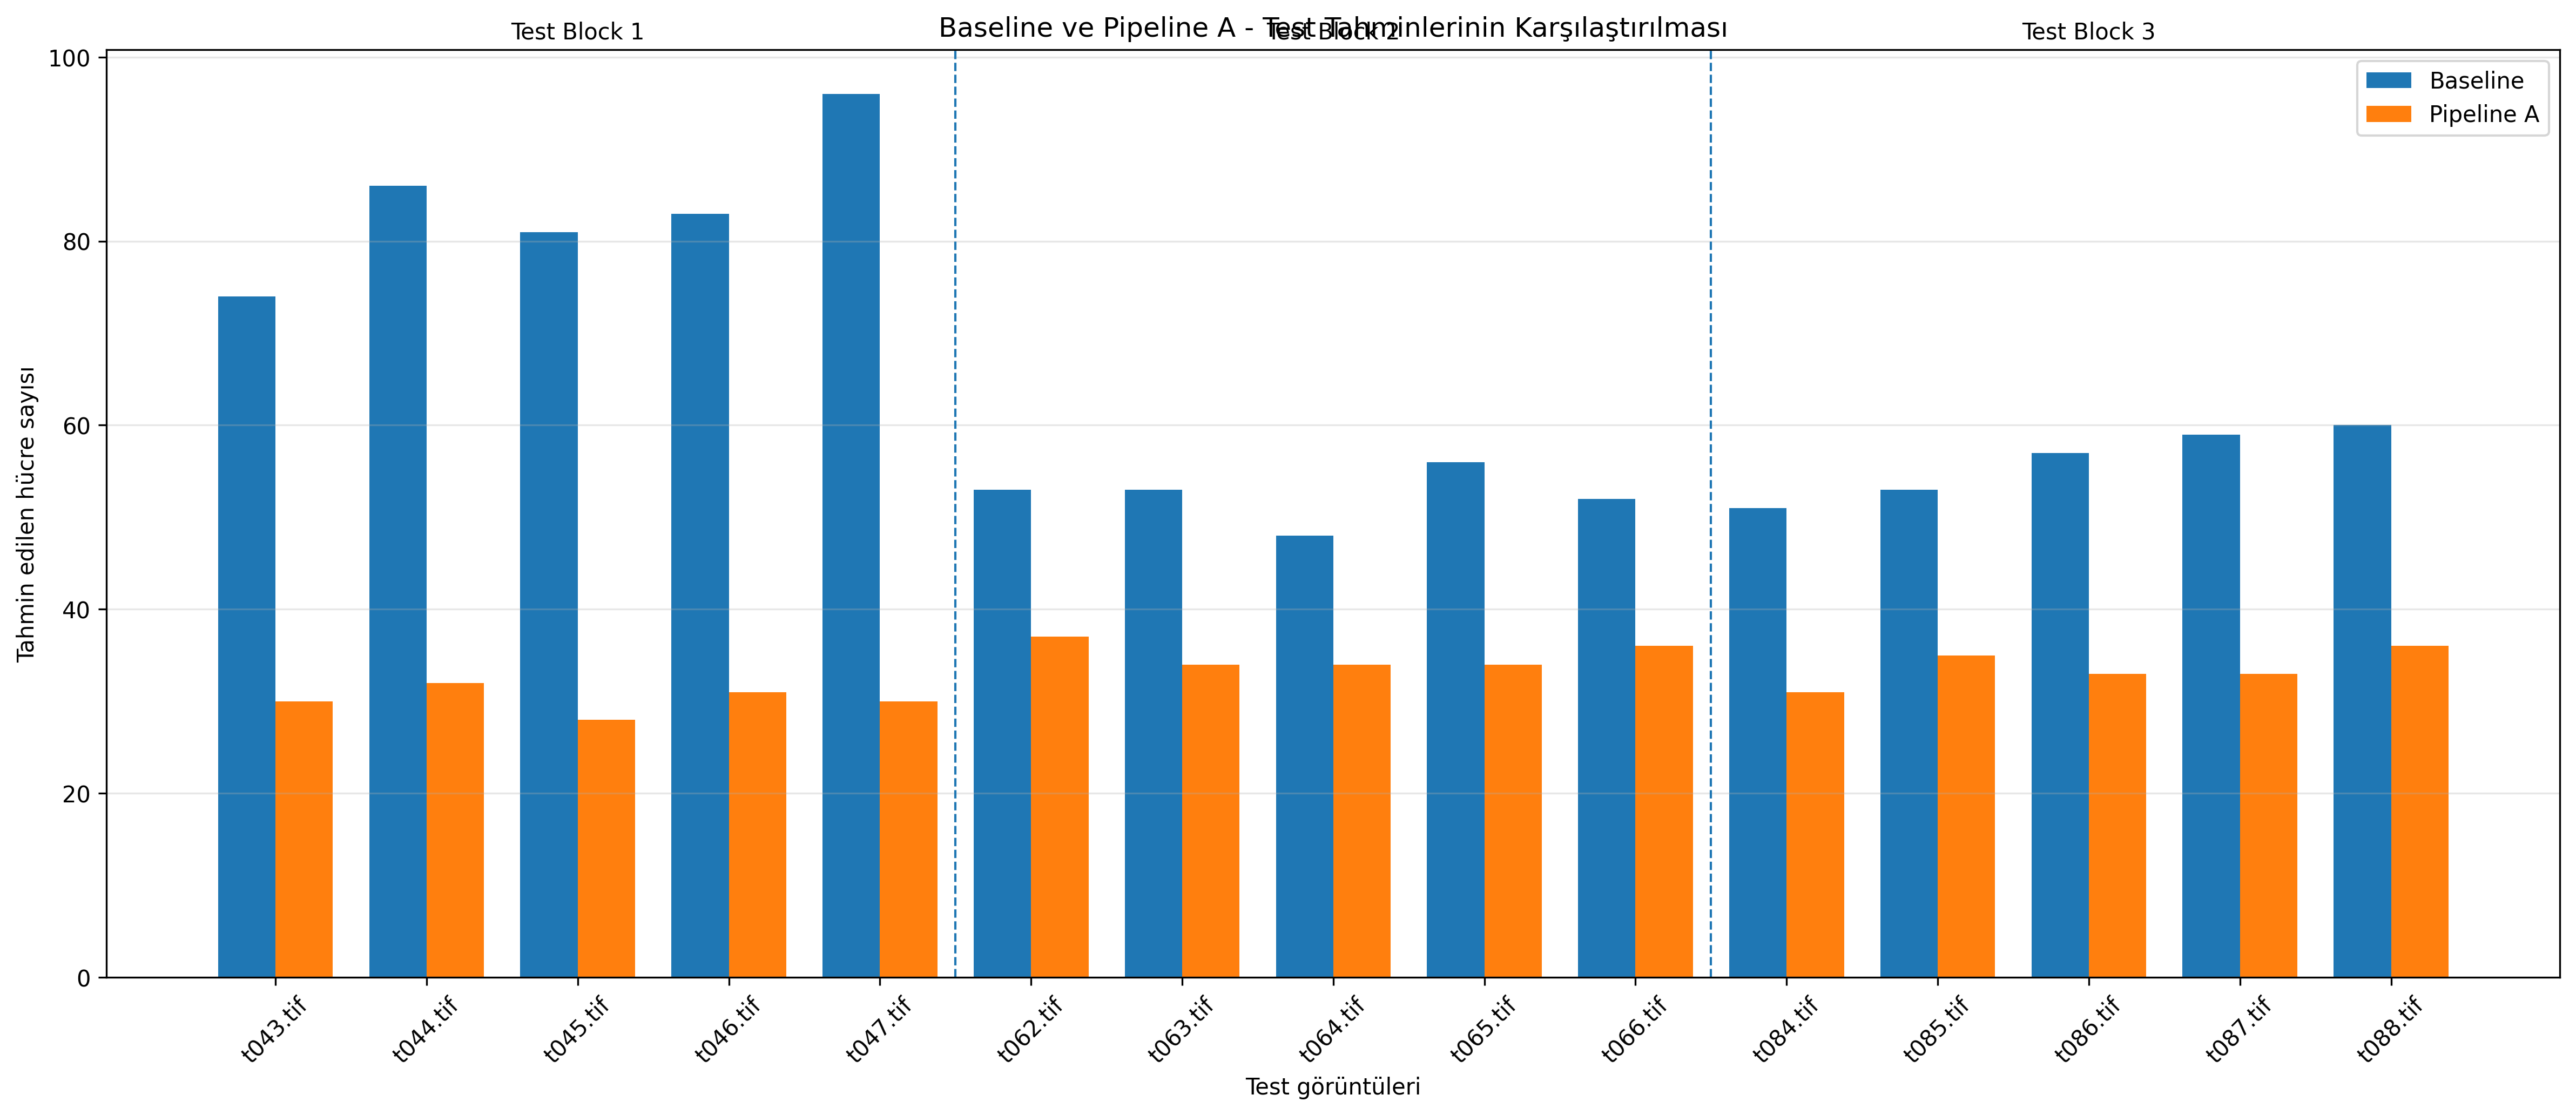 Baseline ve Pipeline A - Test Tahminlerinin Karşılaştırılması
Test Block 1
Test Block 2
Test Block 3
Baseline
Pipeline A
Tahmin edilen hücre sayısı
100
80
60
40
20
0
t043.tif
t044.tif
t045.tif
t046.tif
t047.tif
t062.tif
t063.tif
t064.tif
t065.tif
t066.tif
t084.tif
t085.tif
t086.tif
t087.tif
t088.tif
Test görüntüleri